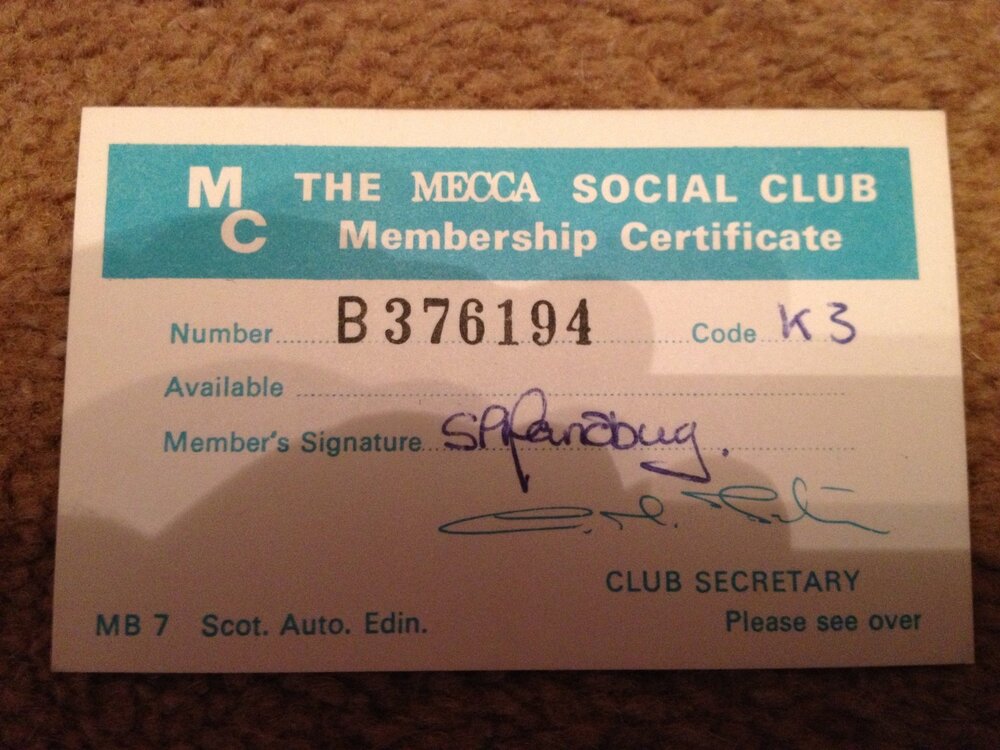 MC THE MECCA SOCIAL CLUB
Membership Certificate
Number B376194 Code K3
Available
Member's Signature
CLUB SECRETARY
MB 7 Scot. Auto. Edin. Please see over